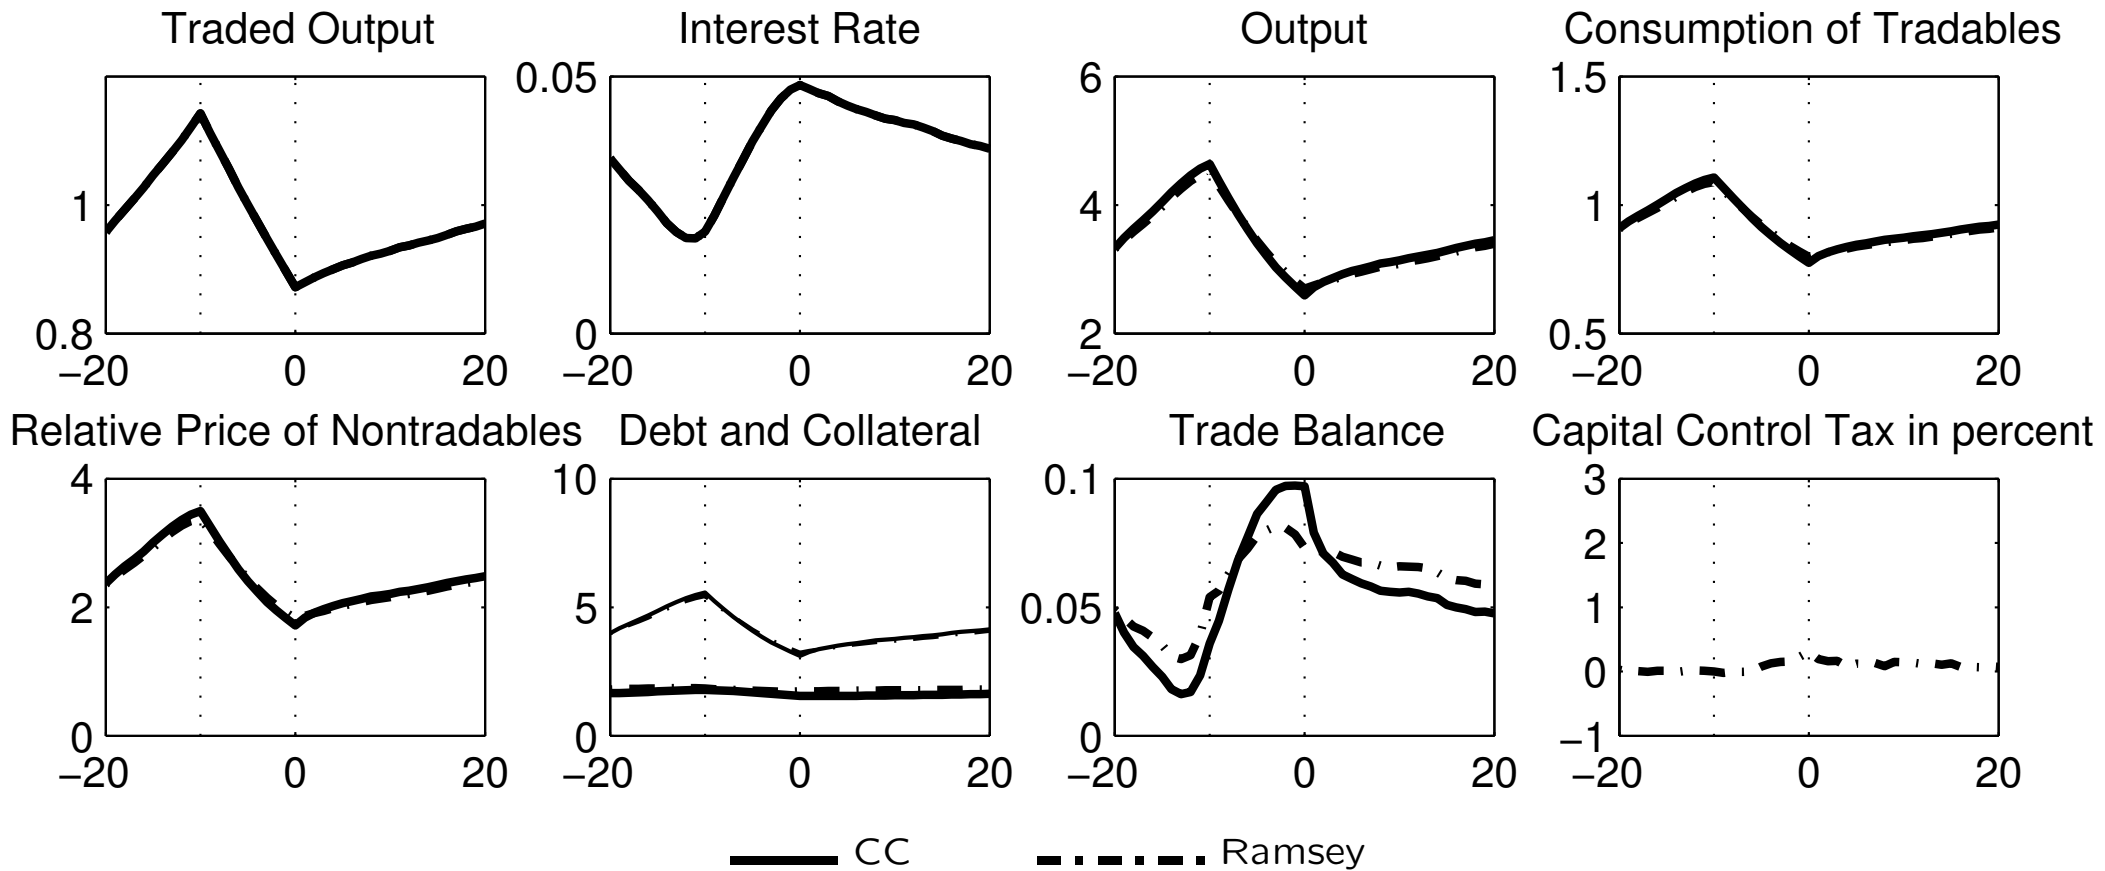 Traded Output Interest Rate Output Consumption of Tradables
0.05 6 1.5
1 4 1
0.8 0 2 0.5
−20 0 20 −20 0 20 −20 0 20 −20 0 20
Relative Price of Nontradables Debt and Collateral Trade Balance Capital Control Tax in percent
4 10 0.1 3
2
2 5 0.05 1
0
0 0 0 −1
−20 0 20 −20 0 20 −20 0 20 −20 0 20
CC Ramsey